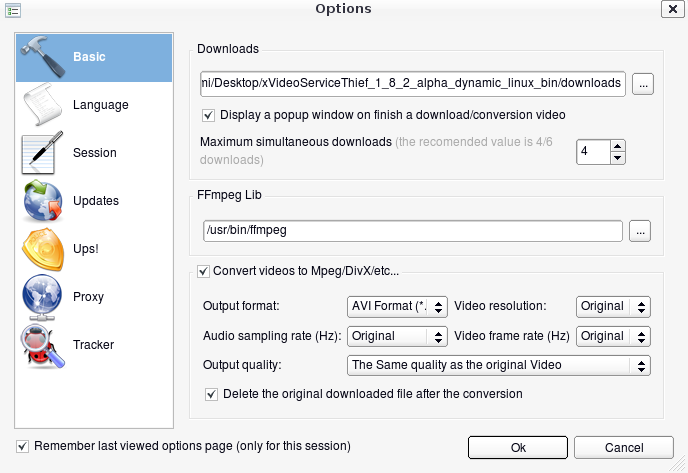 Options
Basic
Language
Session
Updates
Ups!
Proxy
Tracker
Downloads
ni/Desktop/xVideoServiceThief_1_8_2_alpha_dynamic_linux_bin/downloads
...
Display a popup window on finish a download/conversion video
Maximum simultaneous downloads (the recomended value is 4/6
downloads)
4
FFmpeg Lib
/usr/bin/ffmpeg
...
Convert videos to Mpeg/DivX/etc...
Output format: AVI Format (*. Video resolution: Original
Audio sampling rate (Hz): Original Video frame rate (Hz) Original
Output quality: The Same quality as the original Video
Delete the original downloaded file after the conversion
Remember last viewed options page (only for this session)
Ok
Cancel